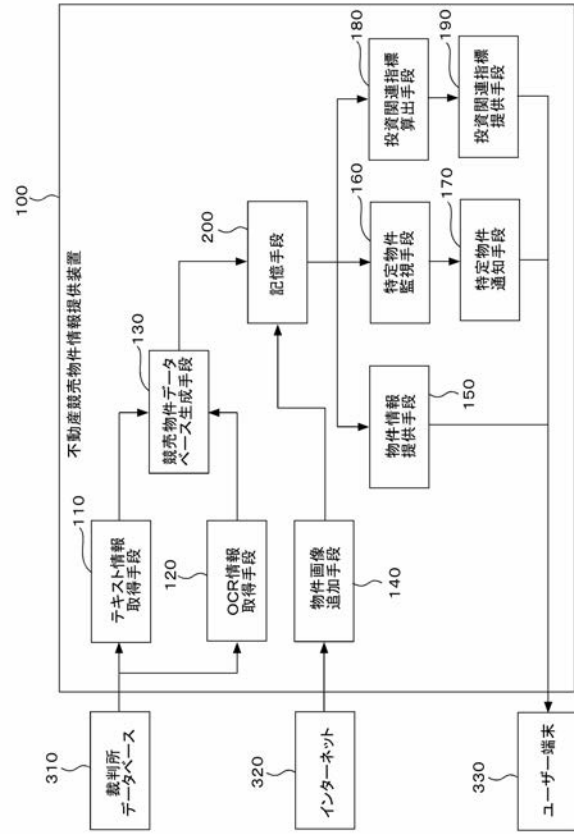 100
不動産競売物件情報提供装置
310
裁判所
データベース
110
テキスト情報
取得手段
120
OCR情報
取得手段
130
競売物件データ
ベース生成手段
200
記憶手段
320
インターネット
物件画像
追加手段
140
物件情報
提供手段
150
160
特定物件
監視手段
170
特定物件
通知手段
180
投資関連指標
算出手段
190
投資関連指標
提供手段
330
ユーザー端末